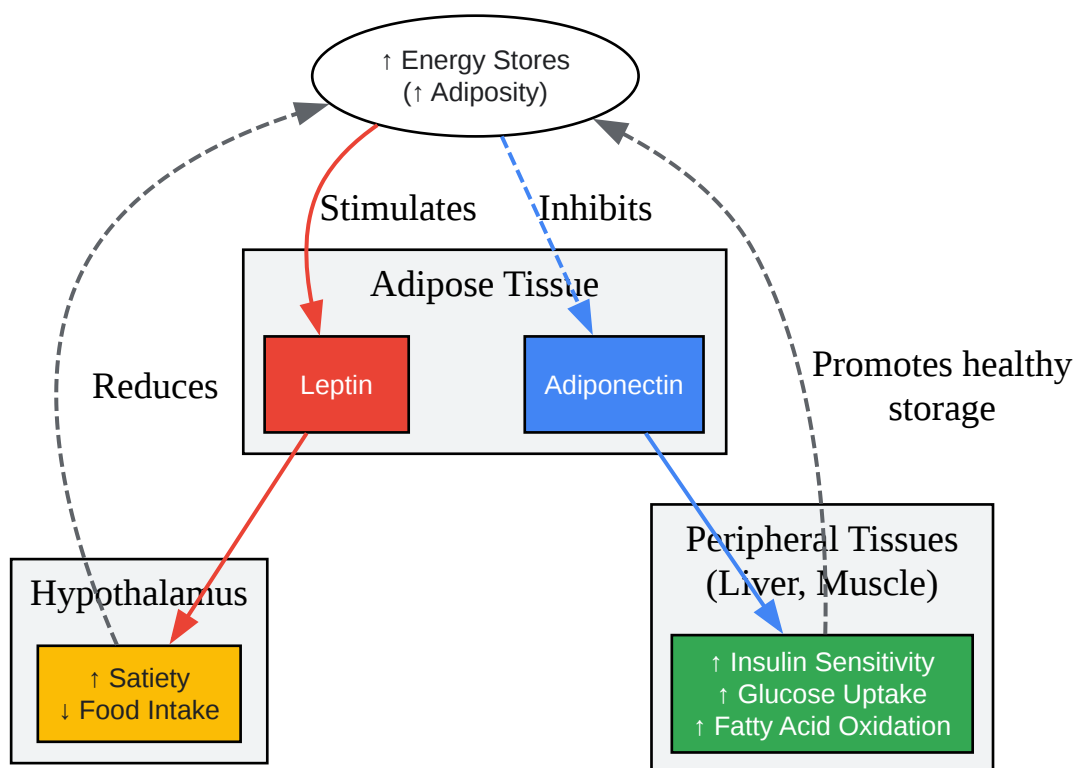 ↑ Energy Stores
(↑ Adiposity)
Stimulates
Inhibits
Adipose Tissue
Leptin
Adiponectin
Reduces
Promotes healthy
storage
Hypothalamus
↑ Satiety
↓ Food Intake
Peripheral Tissues
(Liver, Muscle)
↑ Insulin Sensitivity
↑ Glucose Uptake
↑ Fatty Acid Oxidation